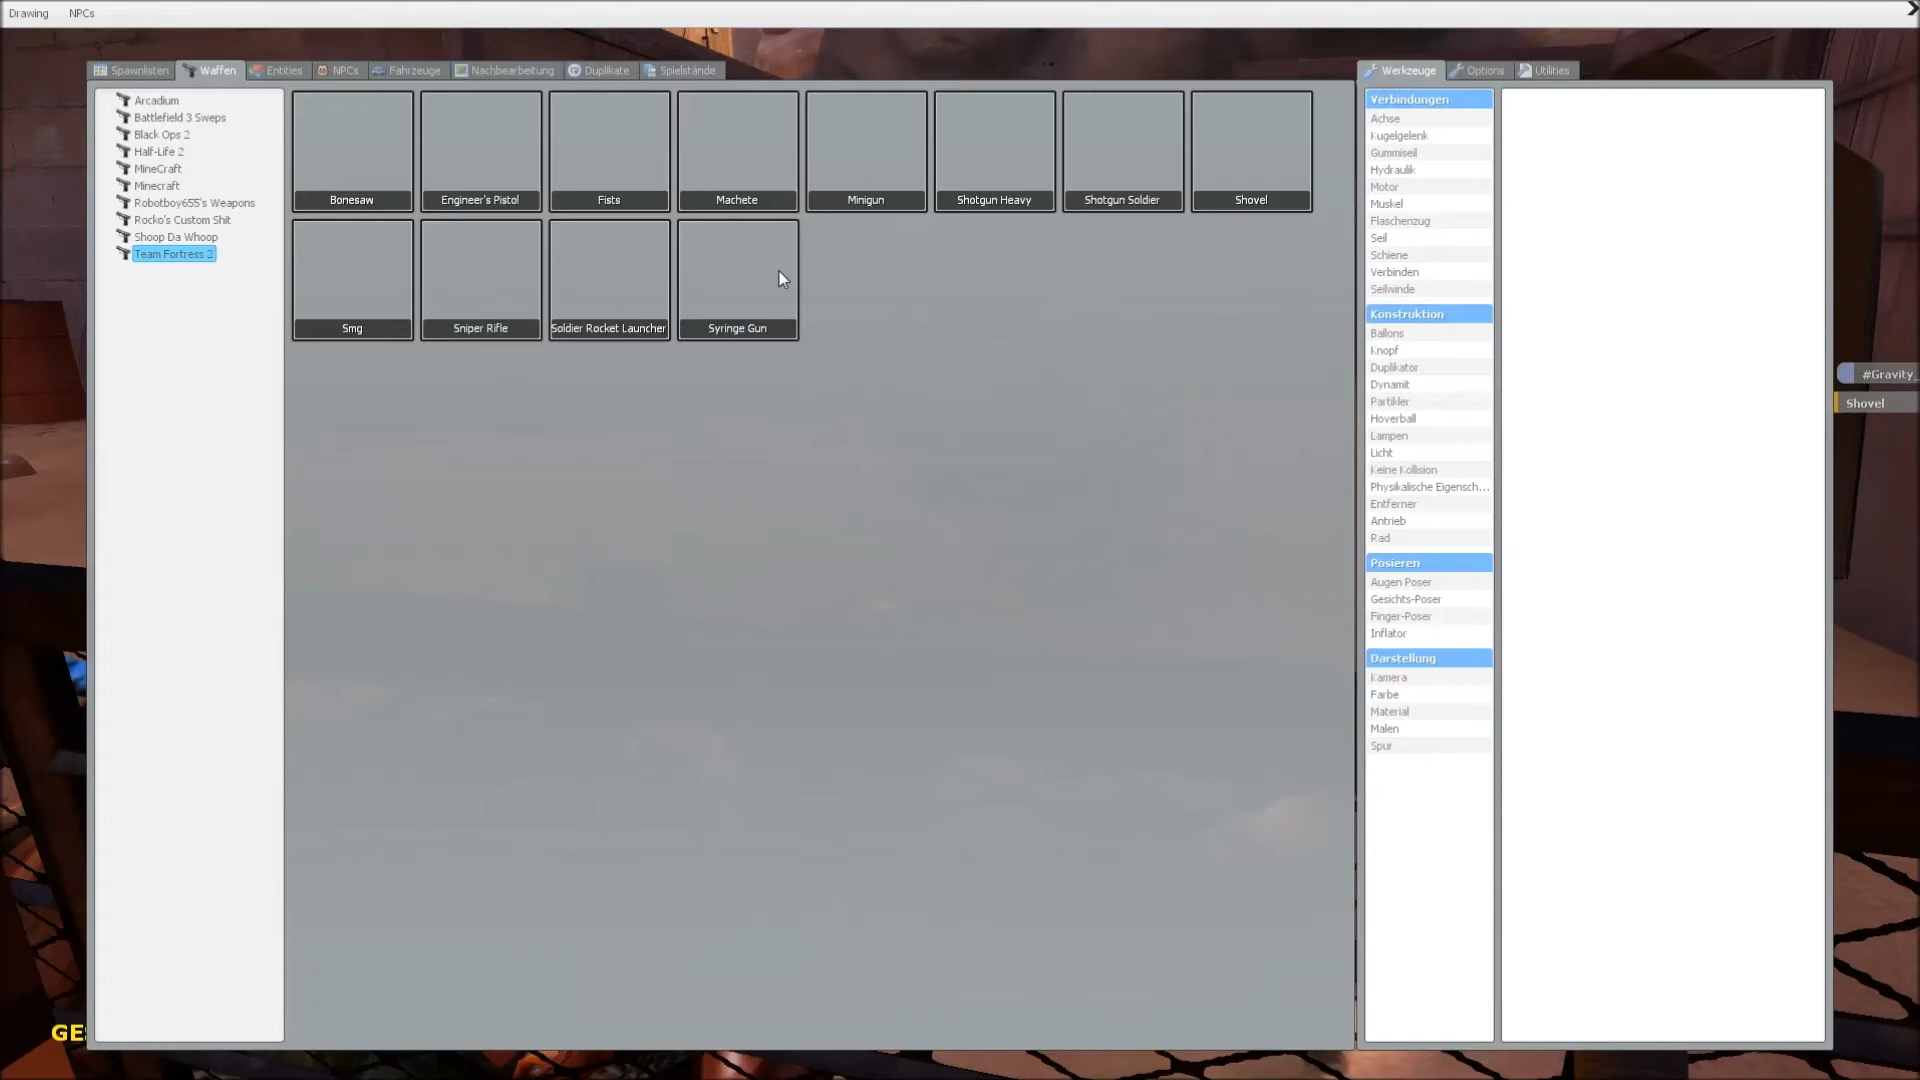 Drawing NPCs
Spawnlisten Waffen Entities NPCs Fahrzeuge Nachbearbeitung Duplikate Spielstände
Werkzeuge Options Utilities
Arcadium
Battlefield 3 Sweps
Black Ops 2
Half-Life 2
MineCraft
Minecraft
Robotboy655's Weapons
Rocko's Custom Shit
Shoop Da Whoop
Team Fortress 2
Bonesaw Engineer's Pistol Fists Machete Minigun Shotgun Heavy Shotgun Soldier Shovel
Smg Sniper Rifle Soldier Rocket Launcher Syringe Gun
Verbindungen
Achse
Kugelgelenk
Gummiseil
Hydraulik
Motor
Muskel
Flaschenzug
Seil
Schiene
Verbinden
Seilwinde
Konstruktion
Ballons
Knopf
Duplikator
Dynamit
Partikler
Hoverball
Lampen
Licht
Keine Kollision
Physikalische Eigensch...
Entferner
Antrieb
Rad
Posieren
Augen Poser
Gesichts-Poser
Finger-Poser
Inflator
Darstellung
Kamera
Farbe
Material
Malen
Spur
#Gravity_
Shovel
GES